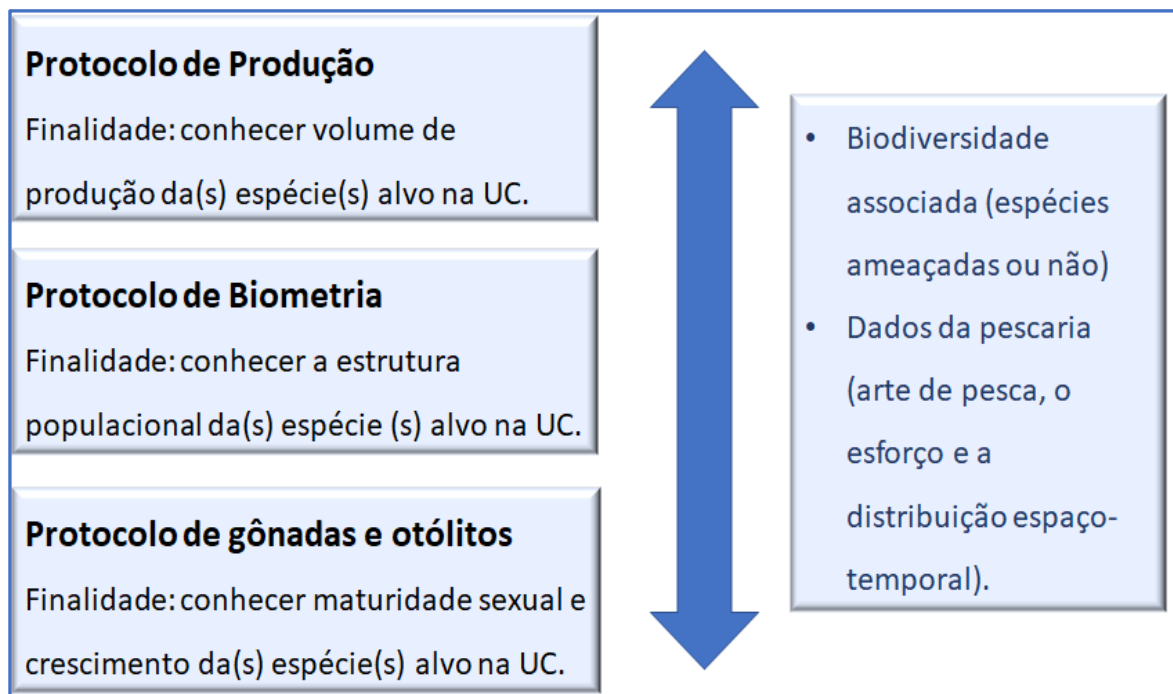 Protocolo de Produção
Finalidade: conhecer volume de
produção da(s) espécie(s) alvo na UC.
Protocolo de Biometria
Finalidade: conhecer a estrutura
populacional da(s) espécie (s) alvo na UC.
Protocolo de gônadas e otólitos
Finalidade: conhecer maturidade sexual e
crescimento da(s) espécie(s) alvo na UC.
• Biodiversidade
associada (espécies
ameaçadas ou não)
• Dados da pescaria
(arte de pesca, o
esforço e a
distribuição espaço-
temporal).